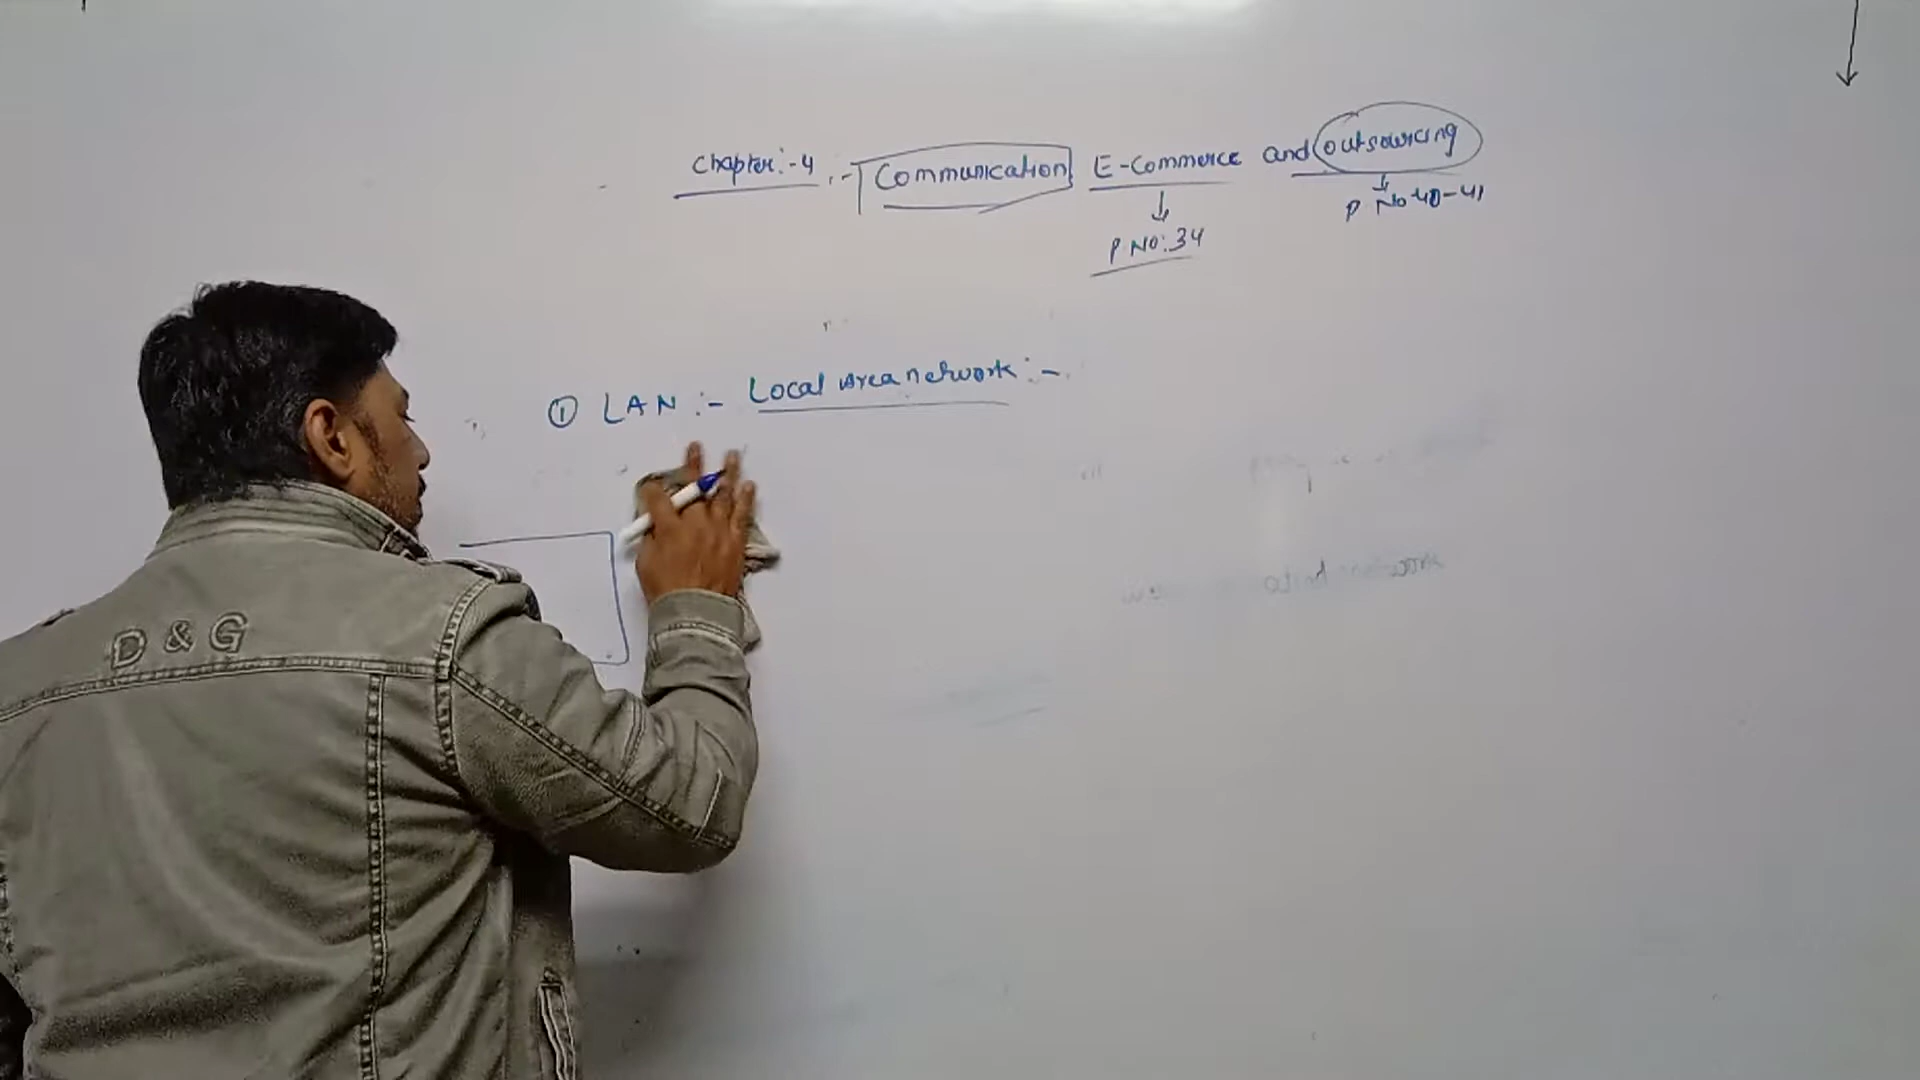 Chapter:-4 :- Communication E-Commerce and outsourcing
P No:34
P No 40-41
① LAN :- Local Area network :-
D & G